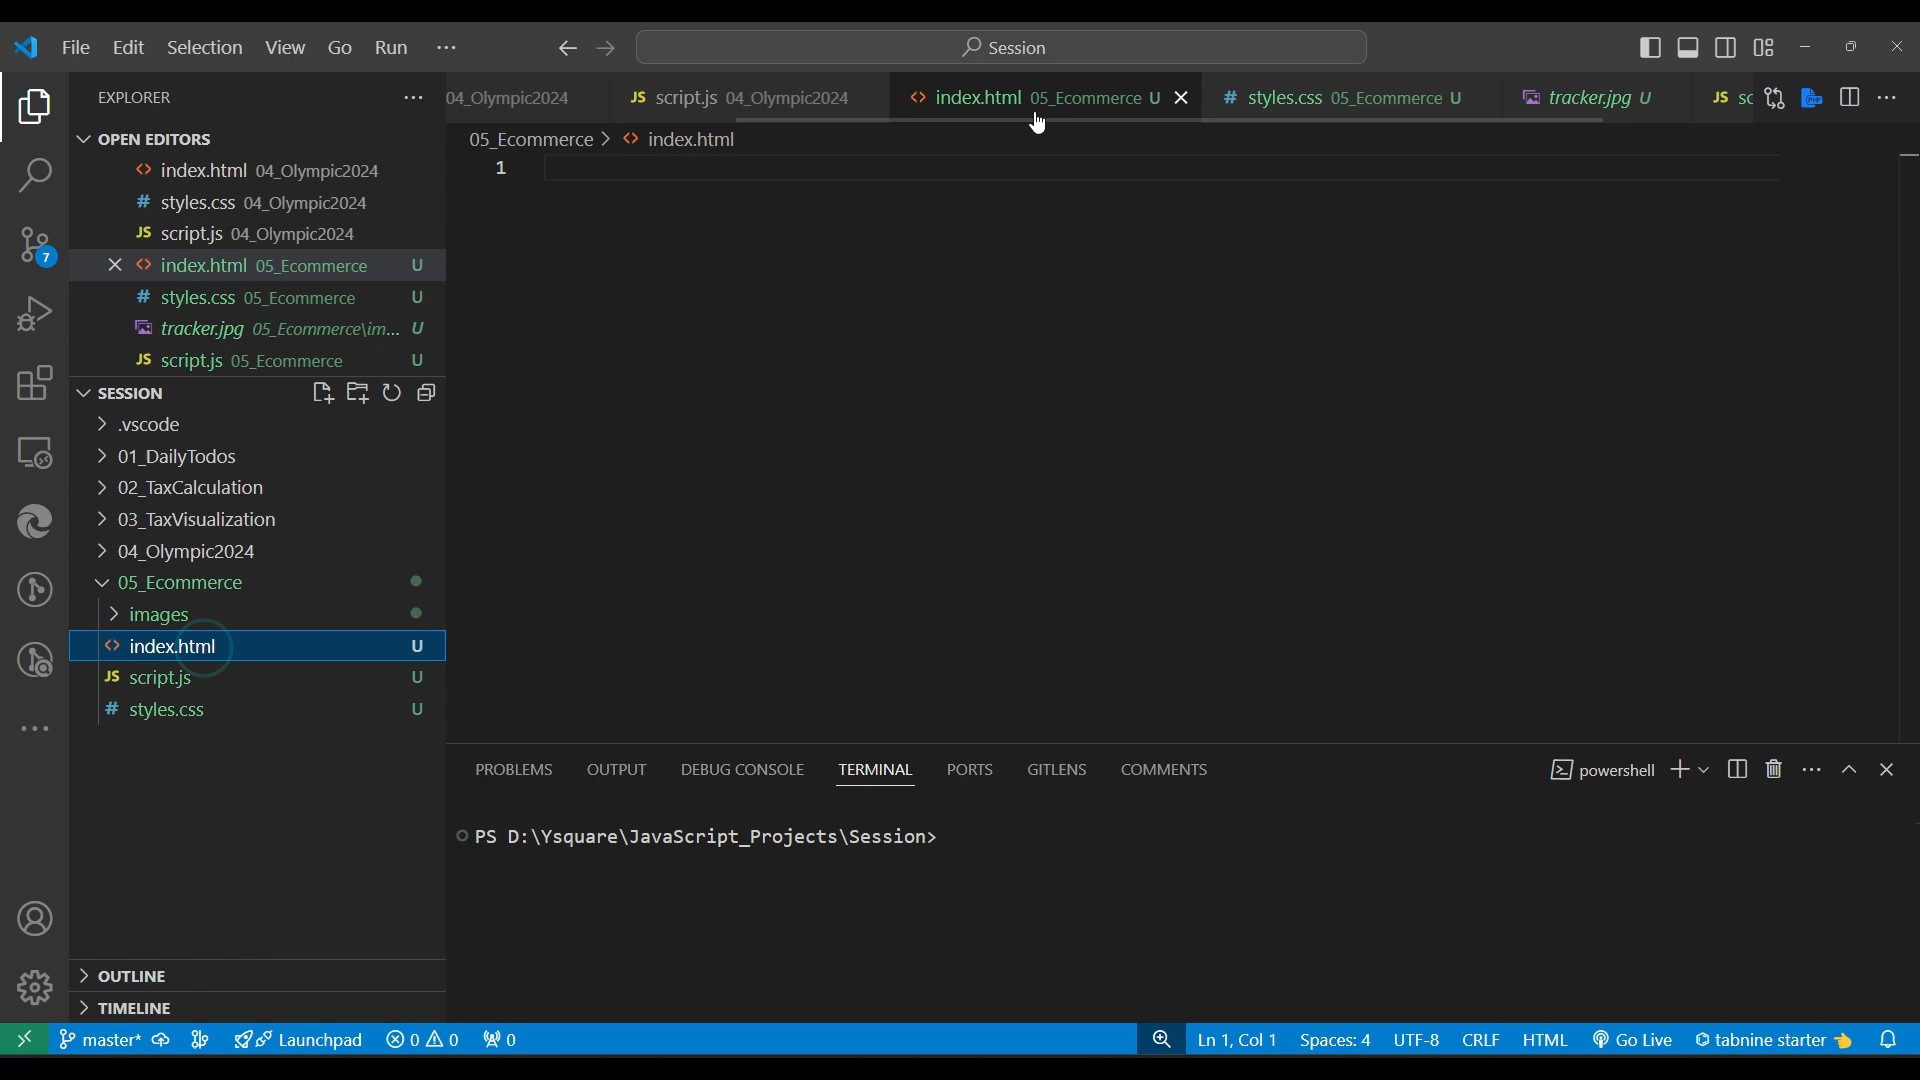 File Edit Selection View Go Run ··· Session
EXPLORER ···
04_Olympic2024 JS script.js 04_Olympic2024 <> index.html 05_Ecommerce U # styles.css 05_Ecommerce U tracker.jpg U JS sc ···
OPEN EDITORS
05_Ecommerce > <> index.html
<> index.html 04_Olympic2024
1
# styles.css 04_Olympic2024
JS script.js 04_Olympic2024
<> index.html 05_Ecommerce U
# styles.css 05_Ecommerce U
tracker.jpg 05_Ecommerce\im... U
JS script.js 05_Ecommerce U
7
SESSION
> .vscode
> 01_DailyTodos
> 02_TaxCalculation
> 03_TaxVisualization
> 04_Olympic2024
05_Ecommerce
> images
<> index.html U
JS script.js U
# styles.css U
PROBLEMS OUTPUT DEBUG CONSOLE TERMINAL PORTS GITLENS COMMENTS powershell
PS D:\Ysquare\JavaScript_Projects\Session>
> OUTLINE
> TIMELINE
master* Launchpad 0 0 0 Ln 1, Col 1 Spaces: 4 UTF-8 CRLF HTML Go Live tabnine starter